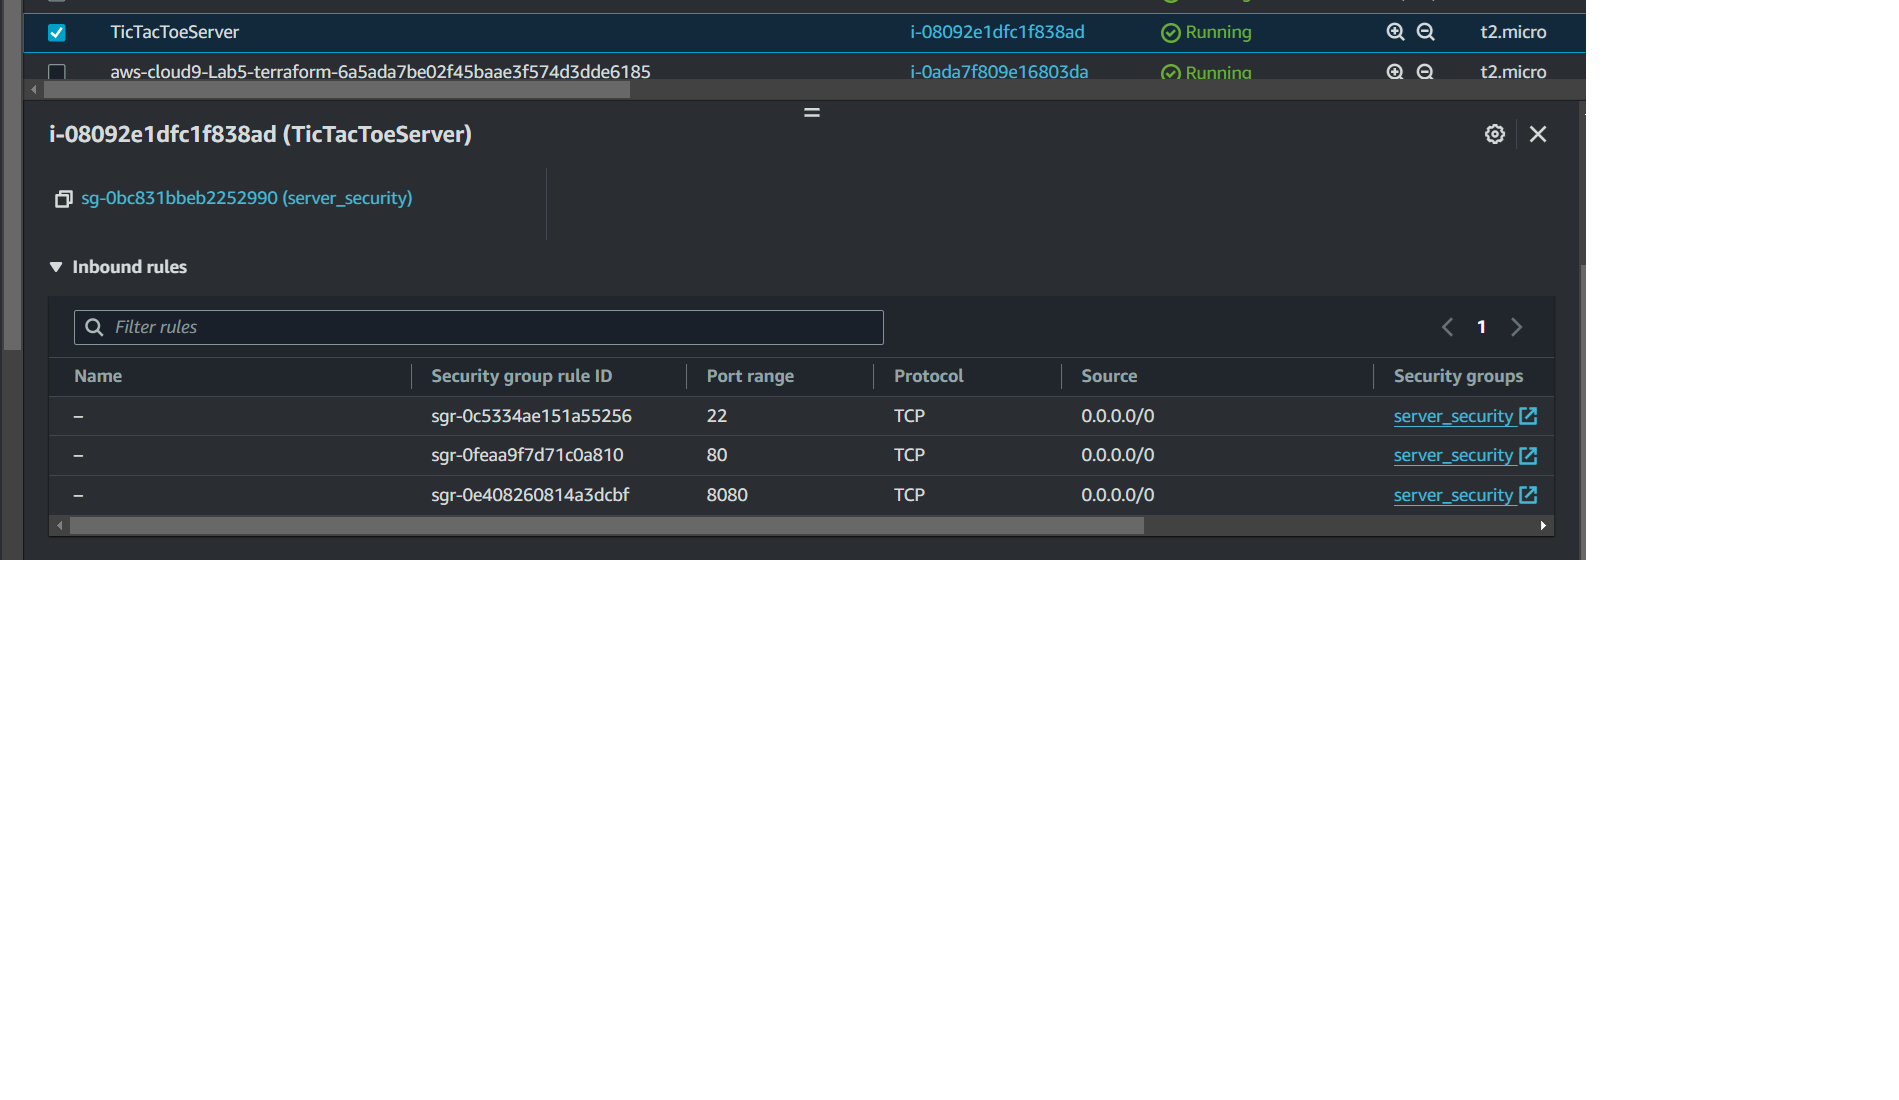 TicTacToeServer i-08092e1dfc1f838ad Running t2.micro
aws-cloud9-Lab5-terraform-6a5ada7be02f45baae3f574d3dde6185 i-0ada7f809e16803da Running t2.micro
i-08092e1dfc1f838ad (TicTacToeServer)
sg-0bc831bbeb2252990 (server_security)
Inbound rules
Filter rules 1
Name Security group rule ID Port range Protocol Source Security groups
– sgr-0c5334ae151a55256 22 TCP 0.0.0.0/0 server_security
– sgr-0feaa9f7d71c0a810 80 TCP 0.0.0.0/0 server_security
– sgr-0e408260814a3dcbf 8080 TCP 0.0.0.0/0 server_security